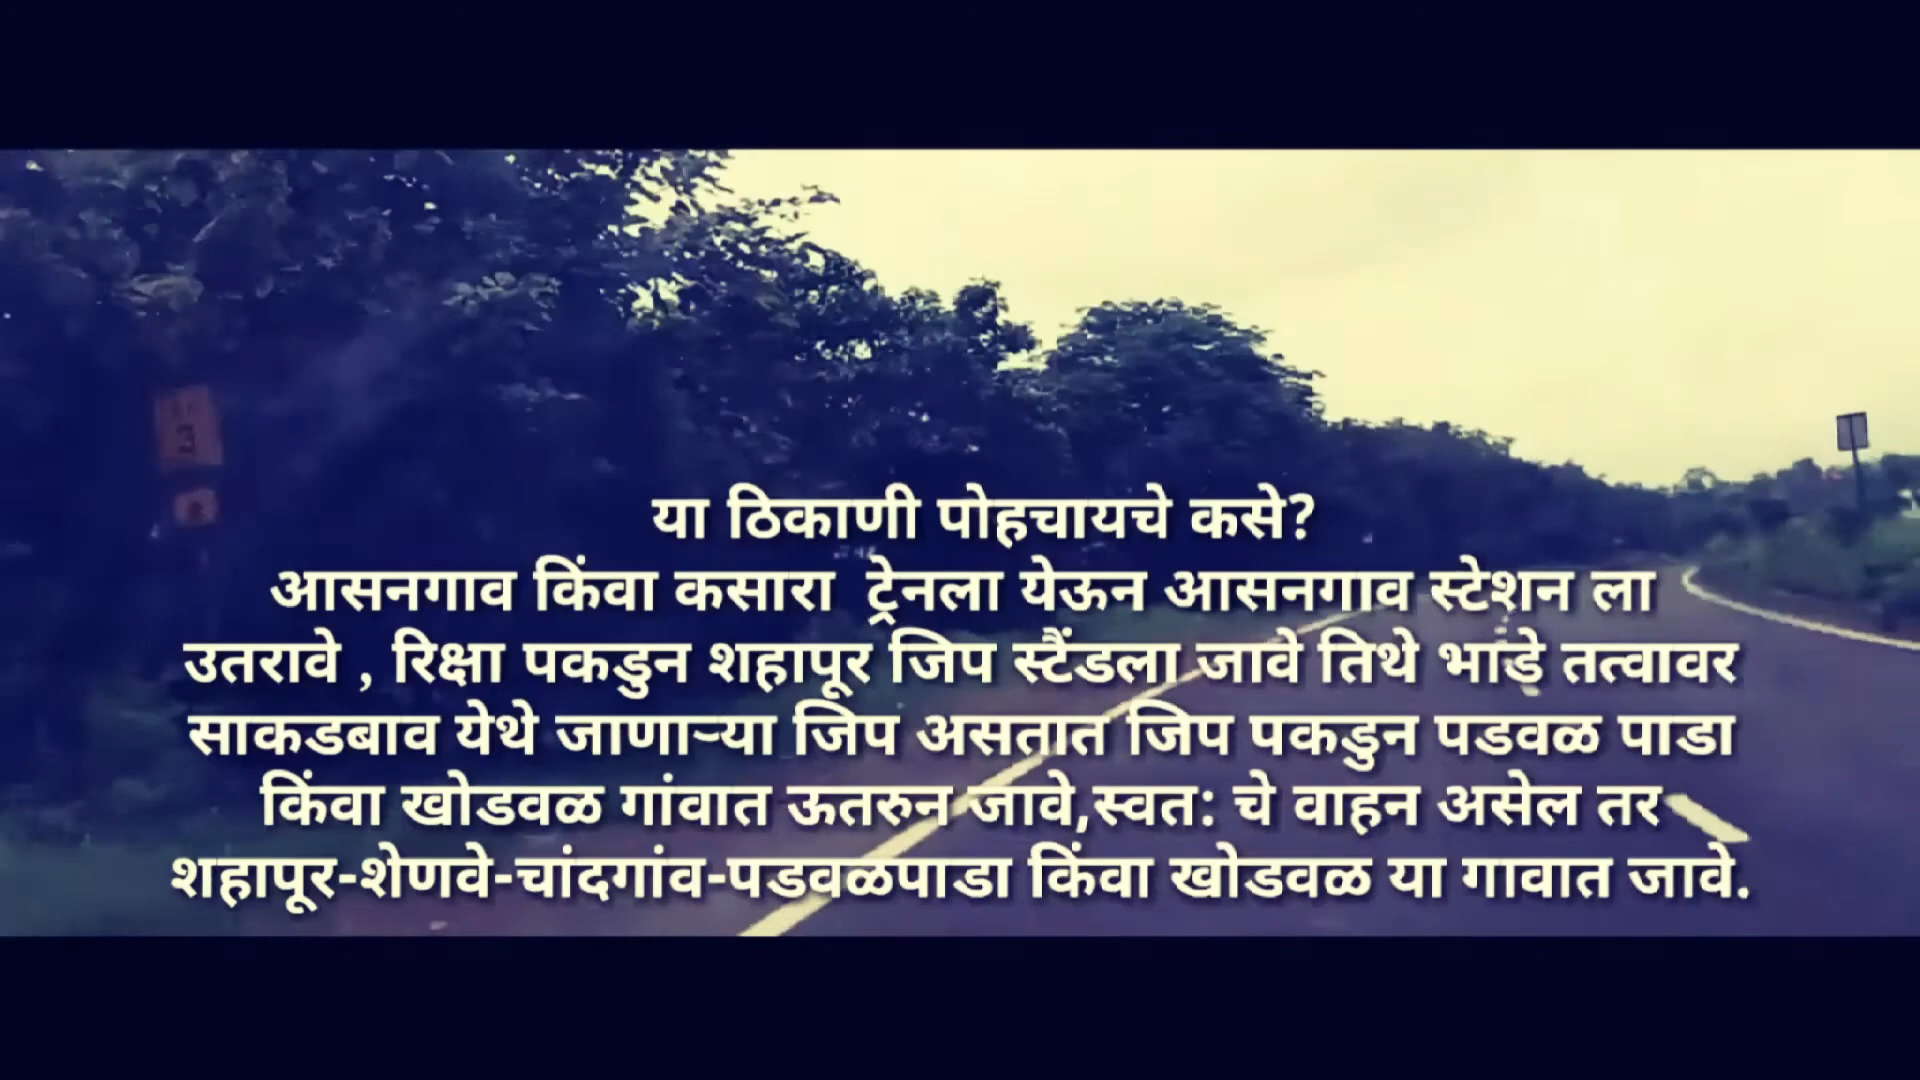 या ठिकाणी पोहचायचे कसे?
आसनगाव किंवा कसारा ट्रेनला येऊन आसनगाव स्टेशन ला
उतरावे , रिक्षा पकडुन शहापूर जिप स्टैंडला जावे तिथे भाड़े तत्वावर
साकडबाव येथे जाणाऱ्या जिप असतात जिप पकडुन पडवळ पाडा
किंवा खोडवळ गांवात ऊतरुन जावे,स्वत: चे वाहन असेल तर
शहापूर-शेणवे-चांदगांव-पडवळपाडा किंवा खोडवळ या गावात जावे.